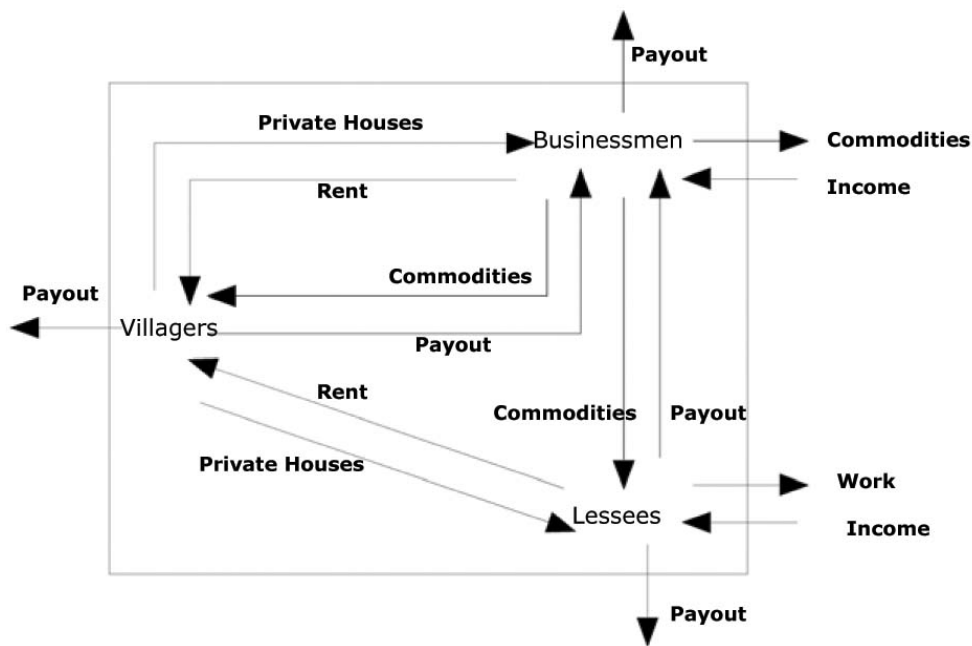 Payout
Private Houses
Businessmen
Commodities
Rent
Income
Commodities
Payout
Villagers
Payout
Rent
Commodities
Payout
Private Houses
Work
Lessees
Income
Payout